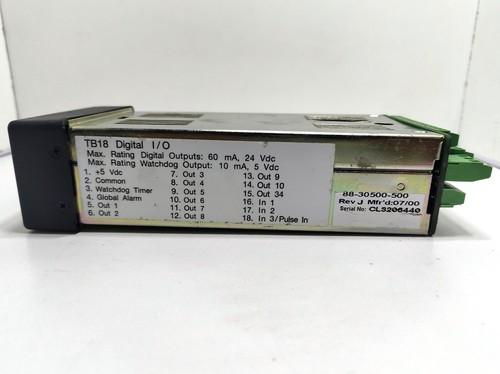 TB18 Digital I/O
Max. Rating Digital Outputs: 60 mA, 24 Vdc
Max. Rating Watchdog Output: 10 mA, 5 Vdc
1. +5 Vdc
2. Common
3. Watchdog Timer
4. Global Alarm
5. Out 1
6. Out 2
7. Out 3
8. Out 4
9. Out 5
10. Out 6
11. Out 7
12. Out 8
13. Out 9
14. Out 10
15. Out 34
16. In 1
17. In 2
18. In 3/Pulse In
88-30500-500
Rev J Mfr'd:07/00
Serial No: CLS206440